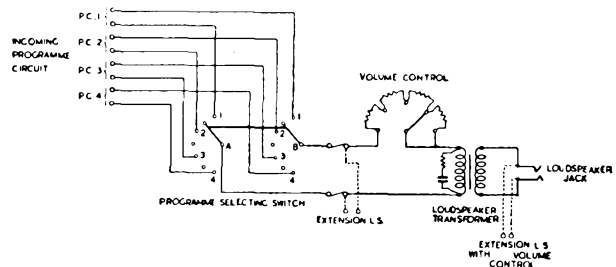 P.C.1
P.C.2
INCOMING
PROGRAMME
CIRCUIT
P.C.3
P.C.4
VOLUME CONTROL
1
1
2
A
2
B
3
3
4
4
PROGRAMME SELECTING SWITCH
EXTENSION L.S.
LOUDSPEAKER
TRANSFORMER
LOUDSPEAKER
JACK
EXTENSION L.S.
WITH VOLUME
CONTROL